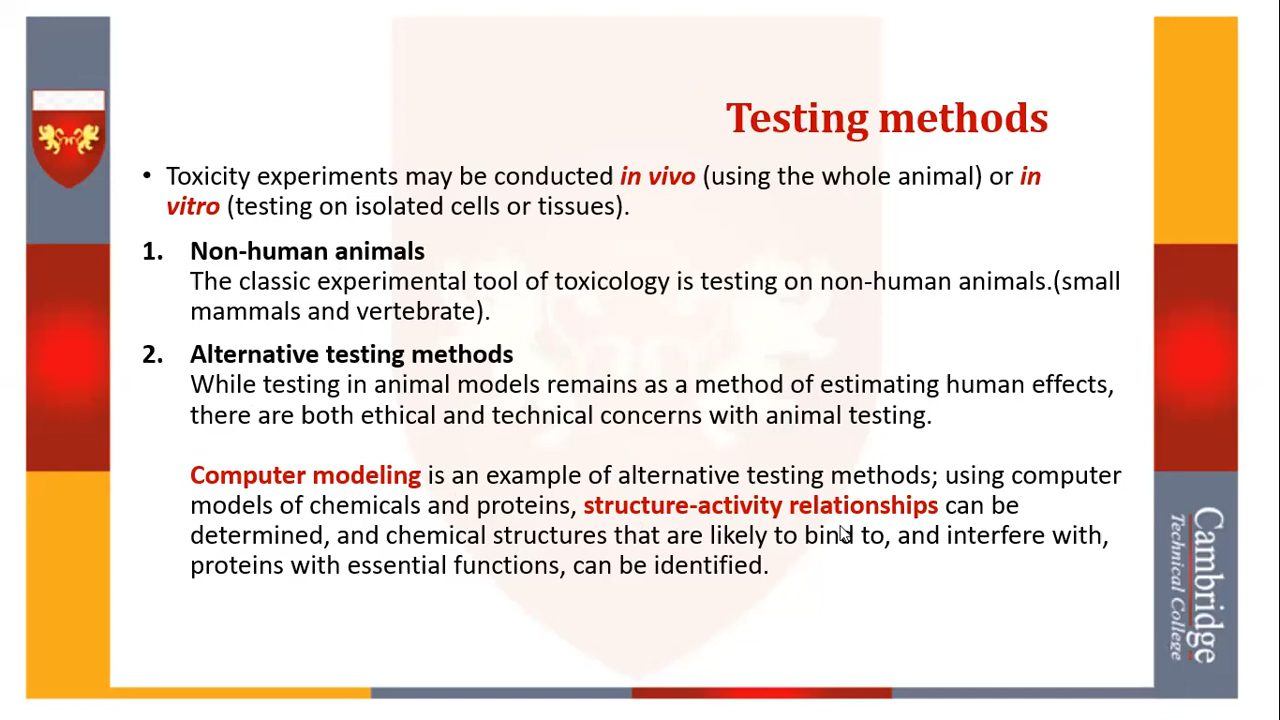 Testing methods
• Toxicity experiments may be conducted in vivo (using the whole animal) or in
vitro (testing on isolated cells or tissues).
1. Non-human animals
The classic experimental tool of toxicology is testing on non-human animals.(small
mammals and vertebrate).
2. Alternative testing methods
While testing in animal models remains as a method of estimating human effects,
there are both ethical and technical concerns with animal testing.
Computer modeling is an example of alternative testing methods; using computer
models of chemicals and proteins, structure-activity relationships can be
determined, and chemical structures that are likely to bind to, and interfere with,
proteins with essential functions, can be identified.
Cambridge
Technical College